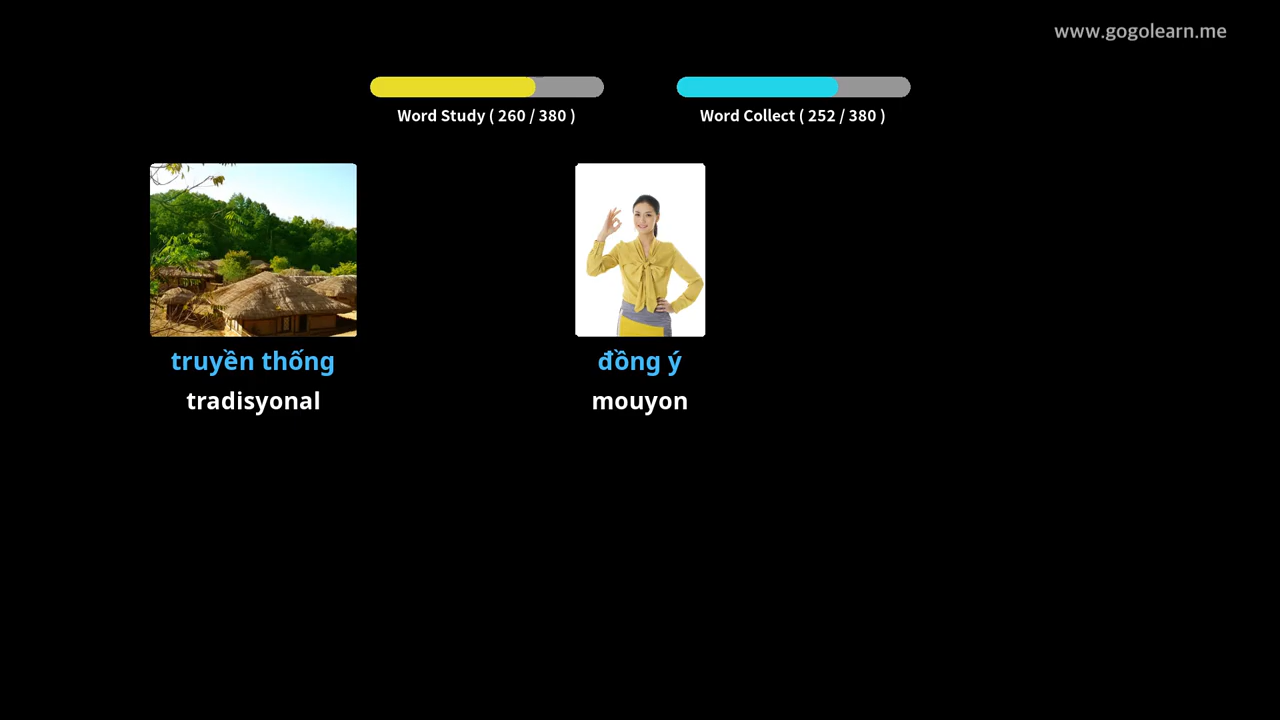 www.gogolearn.me
Word Study ( 260 / 380 )
Word Collect ( 252 / 380 )
truyền thống
tradisyonal
đồng ý
mouyon